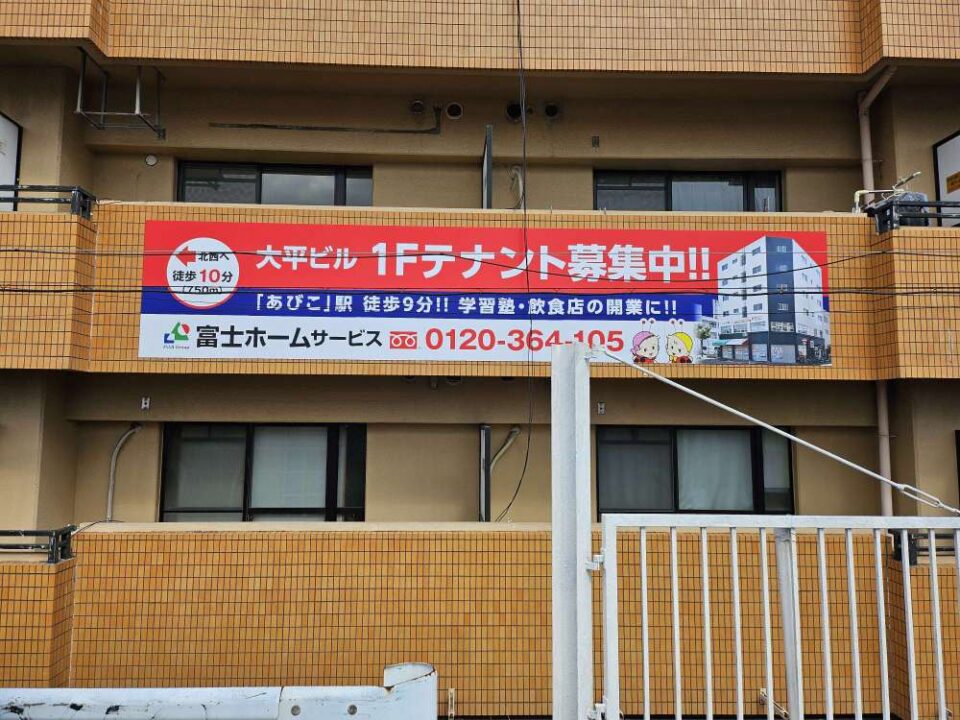 北西へ
徒歩10分
(750m)
大平ビル 1Fテナント募集中!!
「あびこ」駅 徒歩9分!! 学習塾・飲食店の開業に!!
富士ホームサービス 0120-364-105